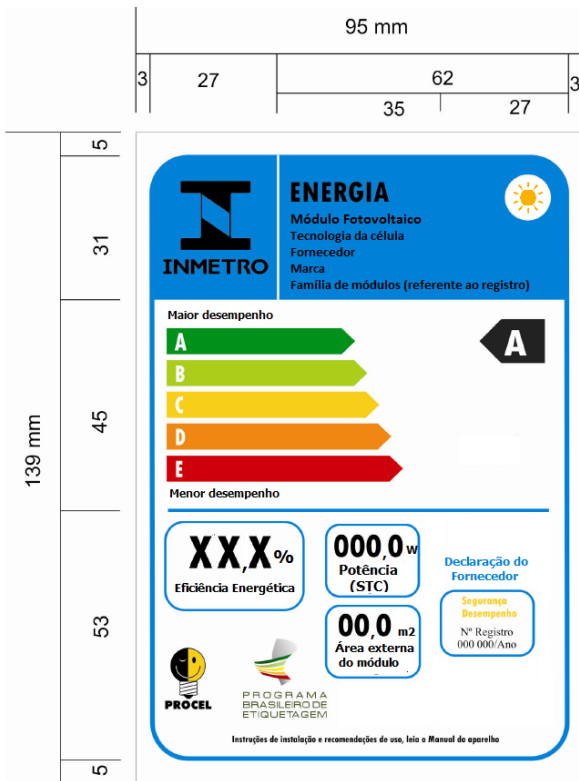 95 mm
3
27
62
3
35
27
139 mm
5
31
45
53
5
INMETRO
ENERGIA
Módulo Fotovoltaico
Tecnologia da célula
Fornecedor
Marca
Família de módulos (referente ao registro)
Maior desempenho
A
A
B
C
D
E
Menor desempenho
XX,X%
Eficiência Energética
000,0 W
Potência
(STC)
00,0 m2
Área externa
do módulo
Declaração do
Fornecedor
Segurança
Desempenho
Nº Registro
000 000/Ano
PROCEL
PROGRAMA
BRASILEIRO DE
ETIQUETAGEM
Instruções de instalação e recomendações de uso, leia o Manual do aparelho